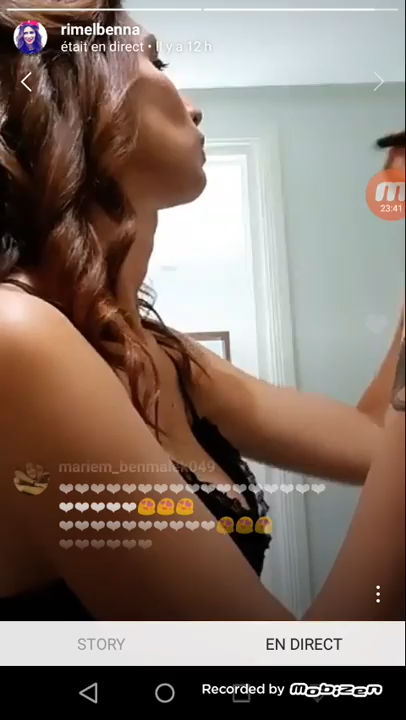 rimelbenna
était en direct • Il y a 12 h
23:41
mariem_benmalek049
❤❤❤❤❤❤❤❤❤❤❤❤❤❤❤❤❤
❤❤❤❤❤😍😍😍
❤❤❤❤❤❤❤❤❤❤❤😍😍😍
❤❤❤❤❤❤
STORY
EN DIRECT
Recorded by Mobizen